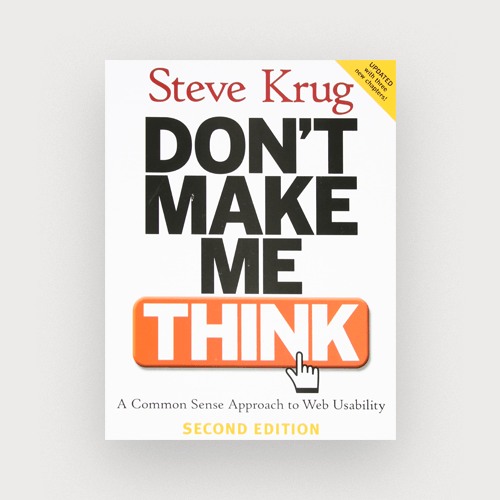 Steve Krug
UPDATED
with three
new chapters!
DON'T
MAKE
ME
THINK
A Common Sense Approach to Web Usability
SECOND EDITION